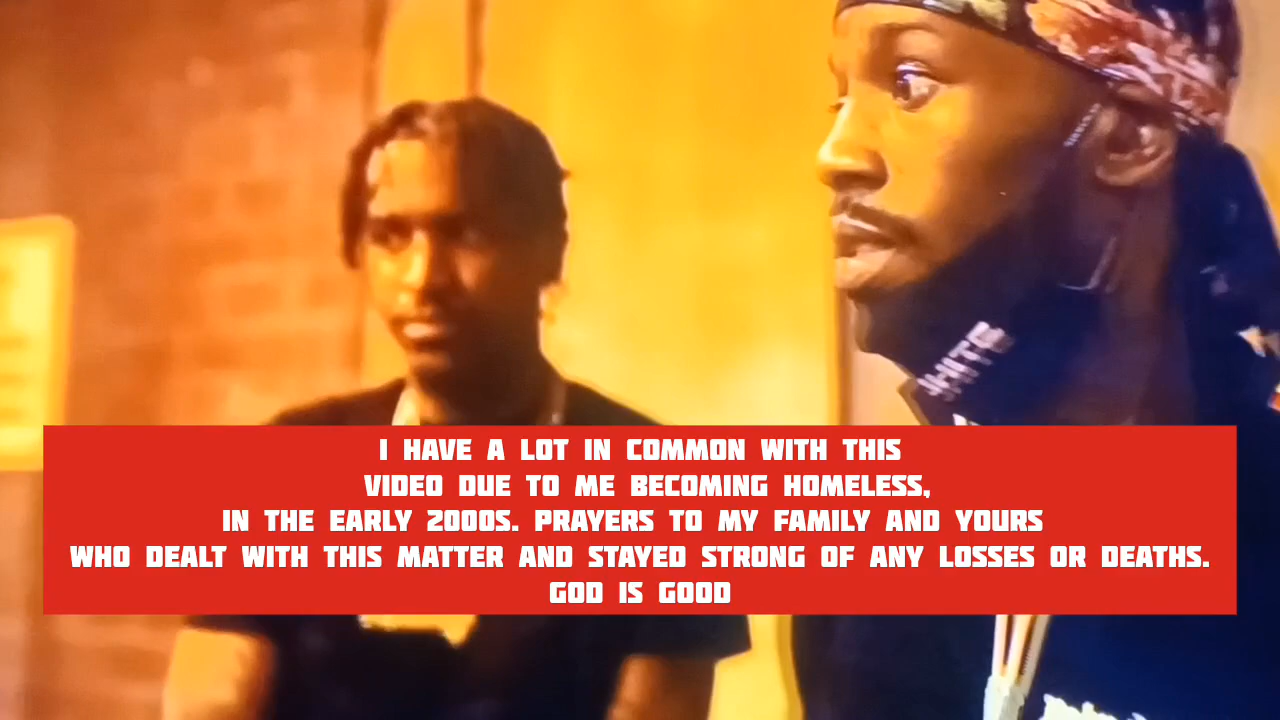 WHITE
I HAVE A LOT IN COMMON WITH THIS
VIDEO DUE TO ME BECOMING HOMELESS,
IN THE EARLY 2000S. PRAYERS TO MY FAMILY AND YOURS
WHO DEALT WITH THIS MATTER AND STAYED STRONG OF ANY LOSSES OR DEATHS.
GOD IS GOOD